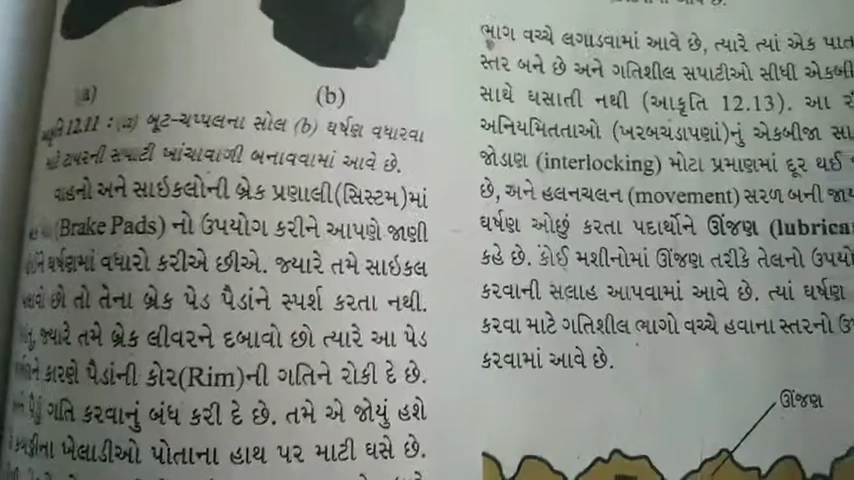 (a) (b)
12.11 : (a) બૂટ-ચપ્પલના સોલ (b) ઘર્ષણ વધારવા
ટાયરની સપાટી ખાંચાવાળી બનાવવામાં આવે છે.
વાહનો અને સાઇકલોની બ્રેક પ્રણાલી(સિસ્ટમ)માં
(Brake Pads) નો ઉપયોગ કરીને આપણે જાણી
ઘર્ષણમાં વધારો કરીએ છીએ. જ્યારે તમે સાઇકલ
છો તો તેના બ્રેક પેડ પૈડાંને સ્પર્શ કરતા નથી.
જ્યારે તમે બ્રેક લીવરને દબાવો છો ત્યારે આ પેડ
કારણે પૈડાંની કોર(Rim)ની ગતિને રોકી દે છે.
ગતિ કરવાનું બંધ કરી દે છે. તમે એ જોયું હશે
ખેલાડીઓ પોતાના હાથ પર માટી ઘસે છે.
ભાગ વચ્ચે લગાડવામાં આવે છે, ત્યારે ત્યાં એક
સ્તર બને છે અને ગતિશીલ સપાટીઓ સીધી
સાથે ઘસાતી નથી (આકૃતિ 12.13). આ
અનિયમિતતાઓ (ખરબચડાપણાં)નું એકબીજા
જોડાણ (interlocking) મોટા પ્રમાણમાં દૂર થઈ
છે, અને હલનચલન (movement) સરળ બની
ઘર્ષણ ઓછું કરતા પદાર્થોને ઊંજણ
કહે છે. કોઈ મશીનોમાં ઊંજણ તરીકે તેલનો
કરવાની સલાહ આપવામાં આવે છે. ત્યાં ઘર્ષણ
કરવા માટે ગતિશીલ ભાગો વચ્ચે હવાના સ્તરનો
કરવામાં આવે છે.
ઊંજણ